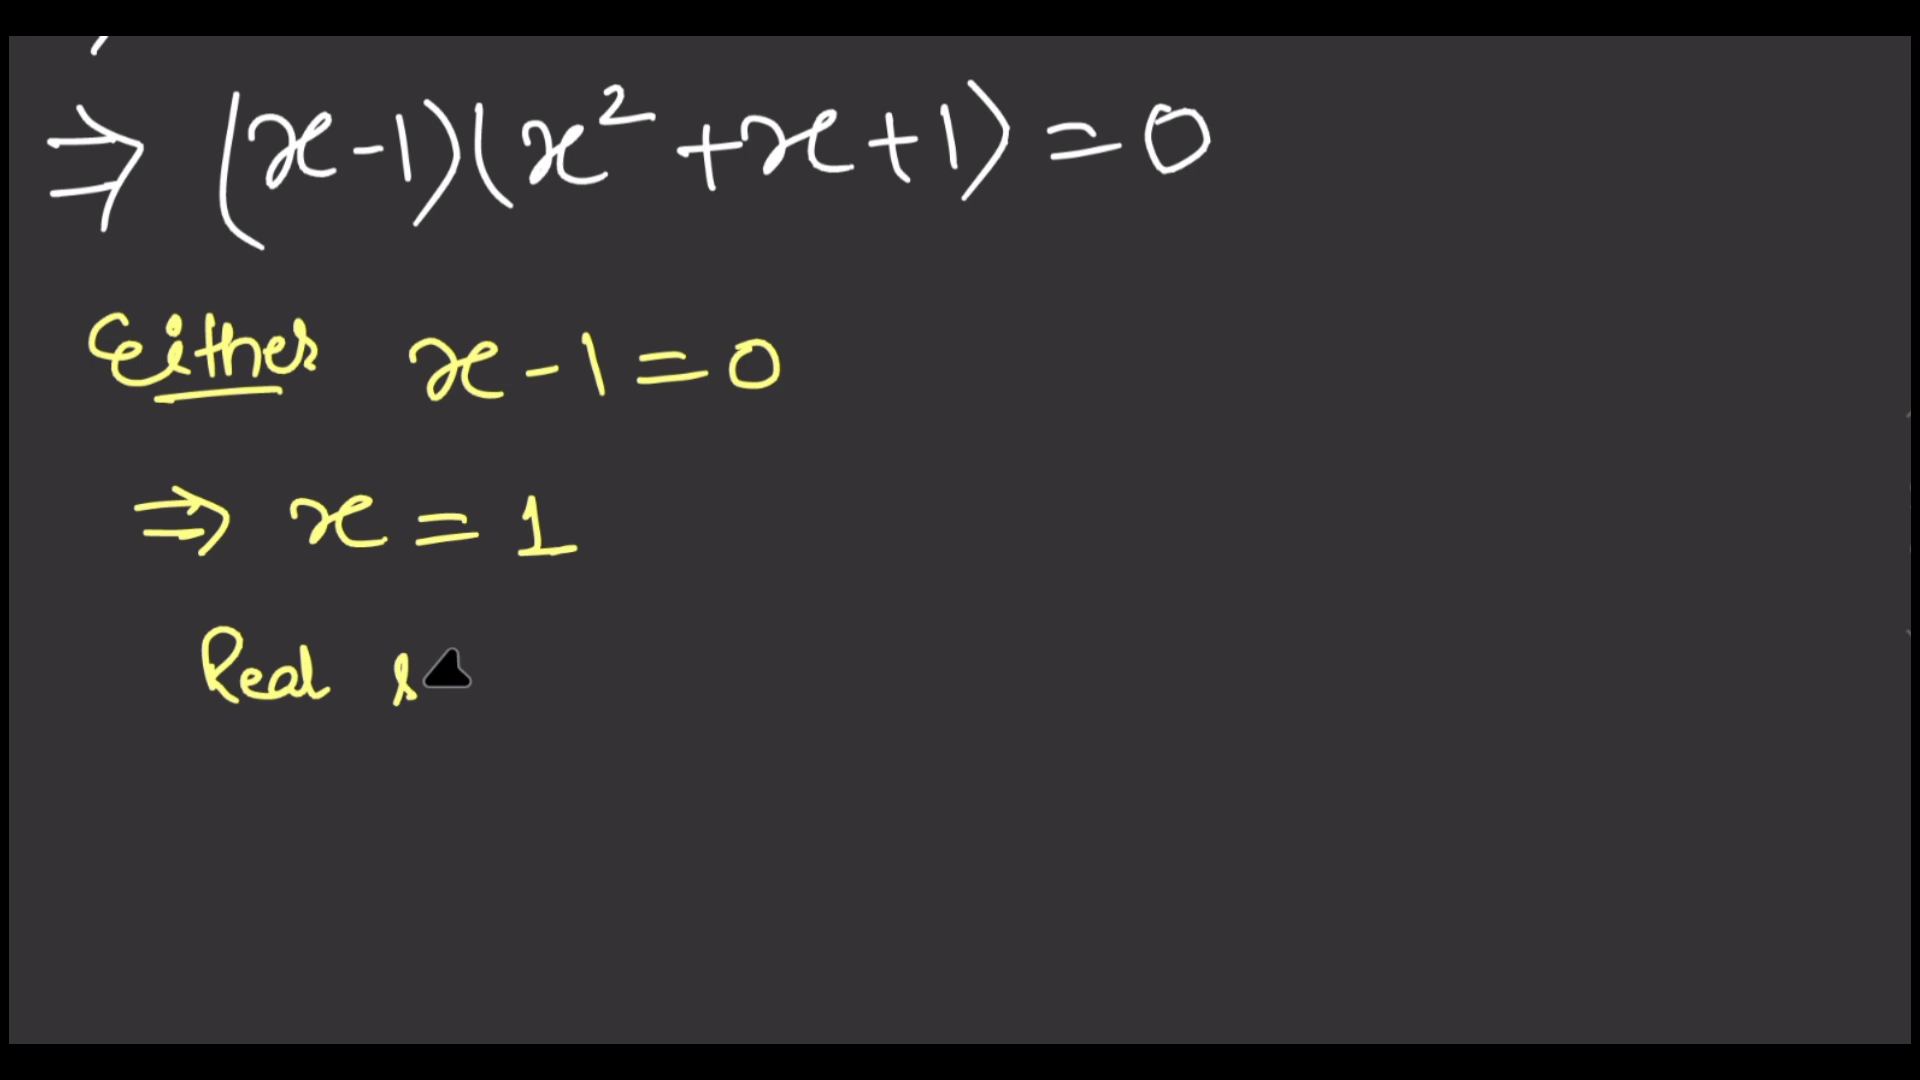 ⇒ (x-1)(x² +x+1) = 0
Either x-1=0
⇒ x = 1
Real s